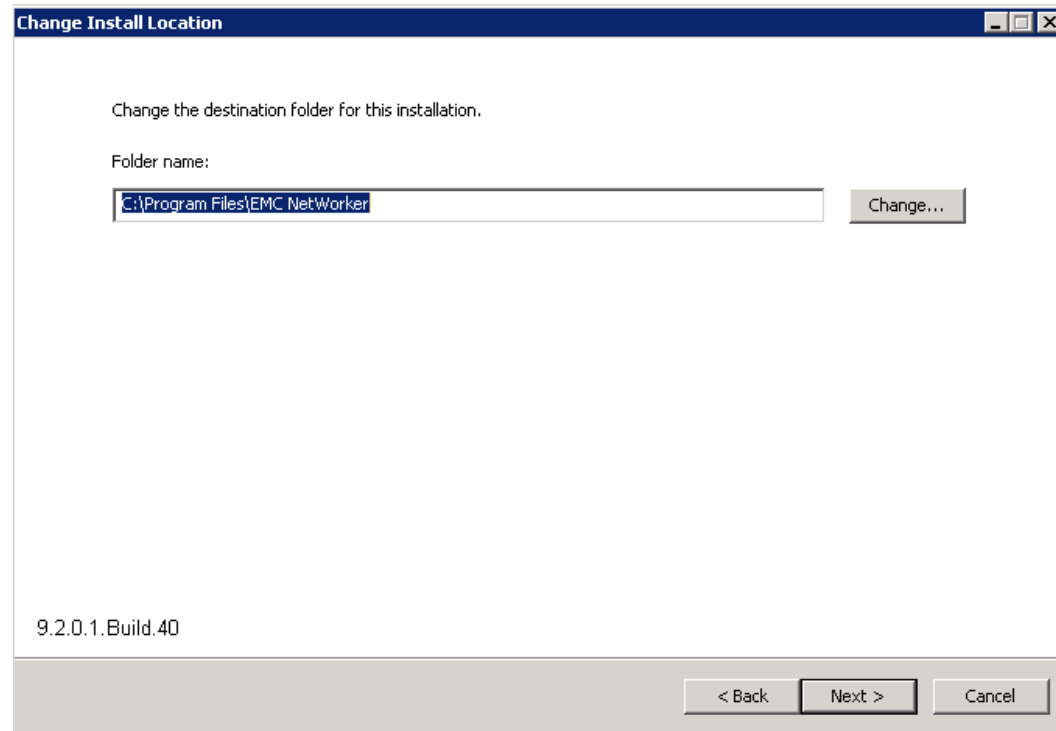 Change Install Location
Change the destination folder for this installation.
Folder name:
C:\Program Files\EMC NetWorker
Change...
9.2.0.1.Build.40
< Back
Next >
Cancel